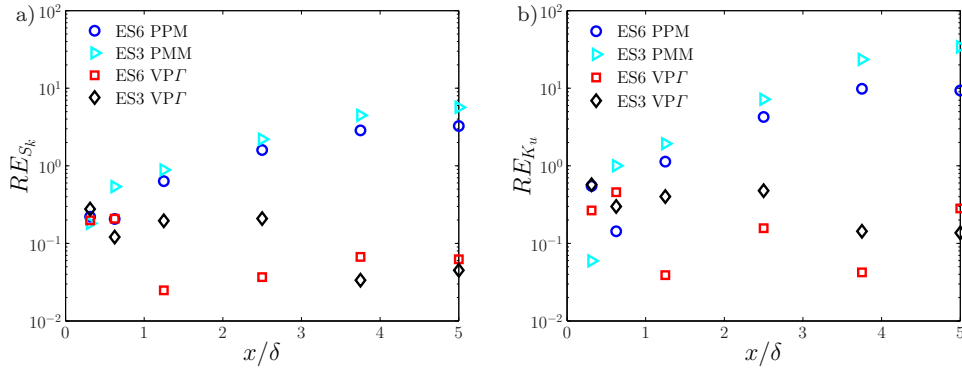 a)
10^2
10^1
10^0
10^{-1}
10^{-2}
RE_{S_k}
ES6 PPM
ES3 PMM
ES6 VPΓ
ES3 VPΓ
0 1 2 3 4 5
x/δ
b)
10^2
10^1
10^0
10^{-1}
10^{-2}
RE_{K_u}
ES6 PPM
ES3 PMM
ES6 VPΓ
ES3 VPΓ
0 1 2 3 4 5
x/δ